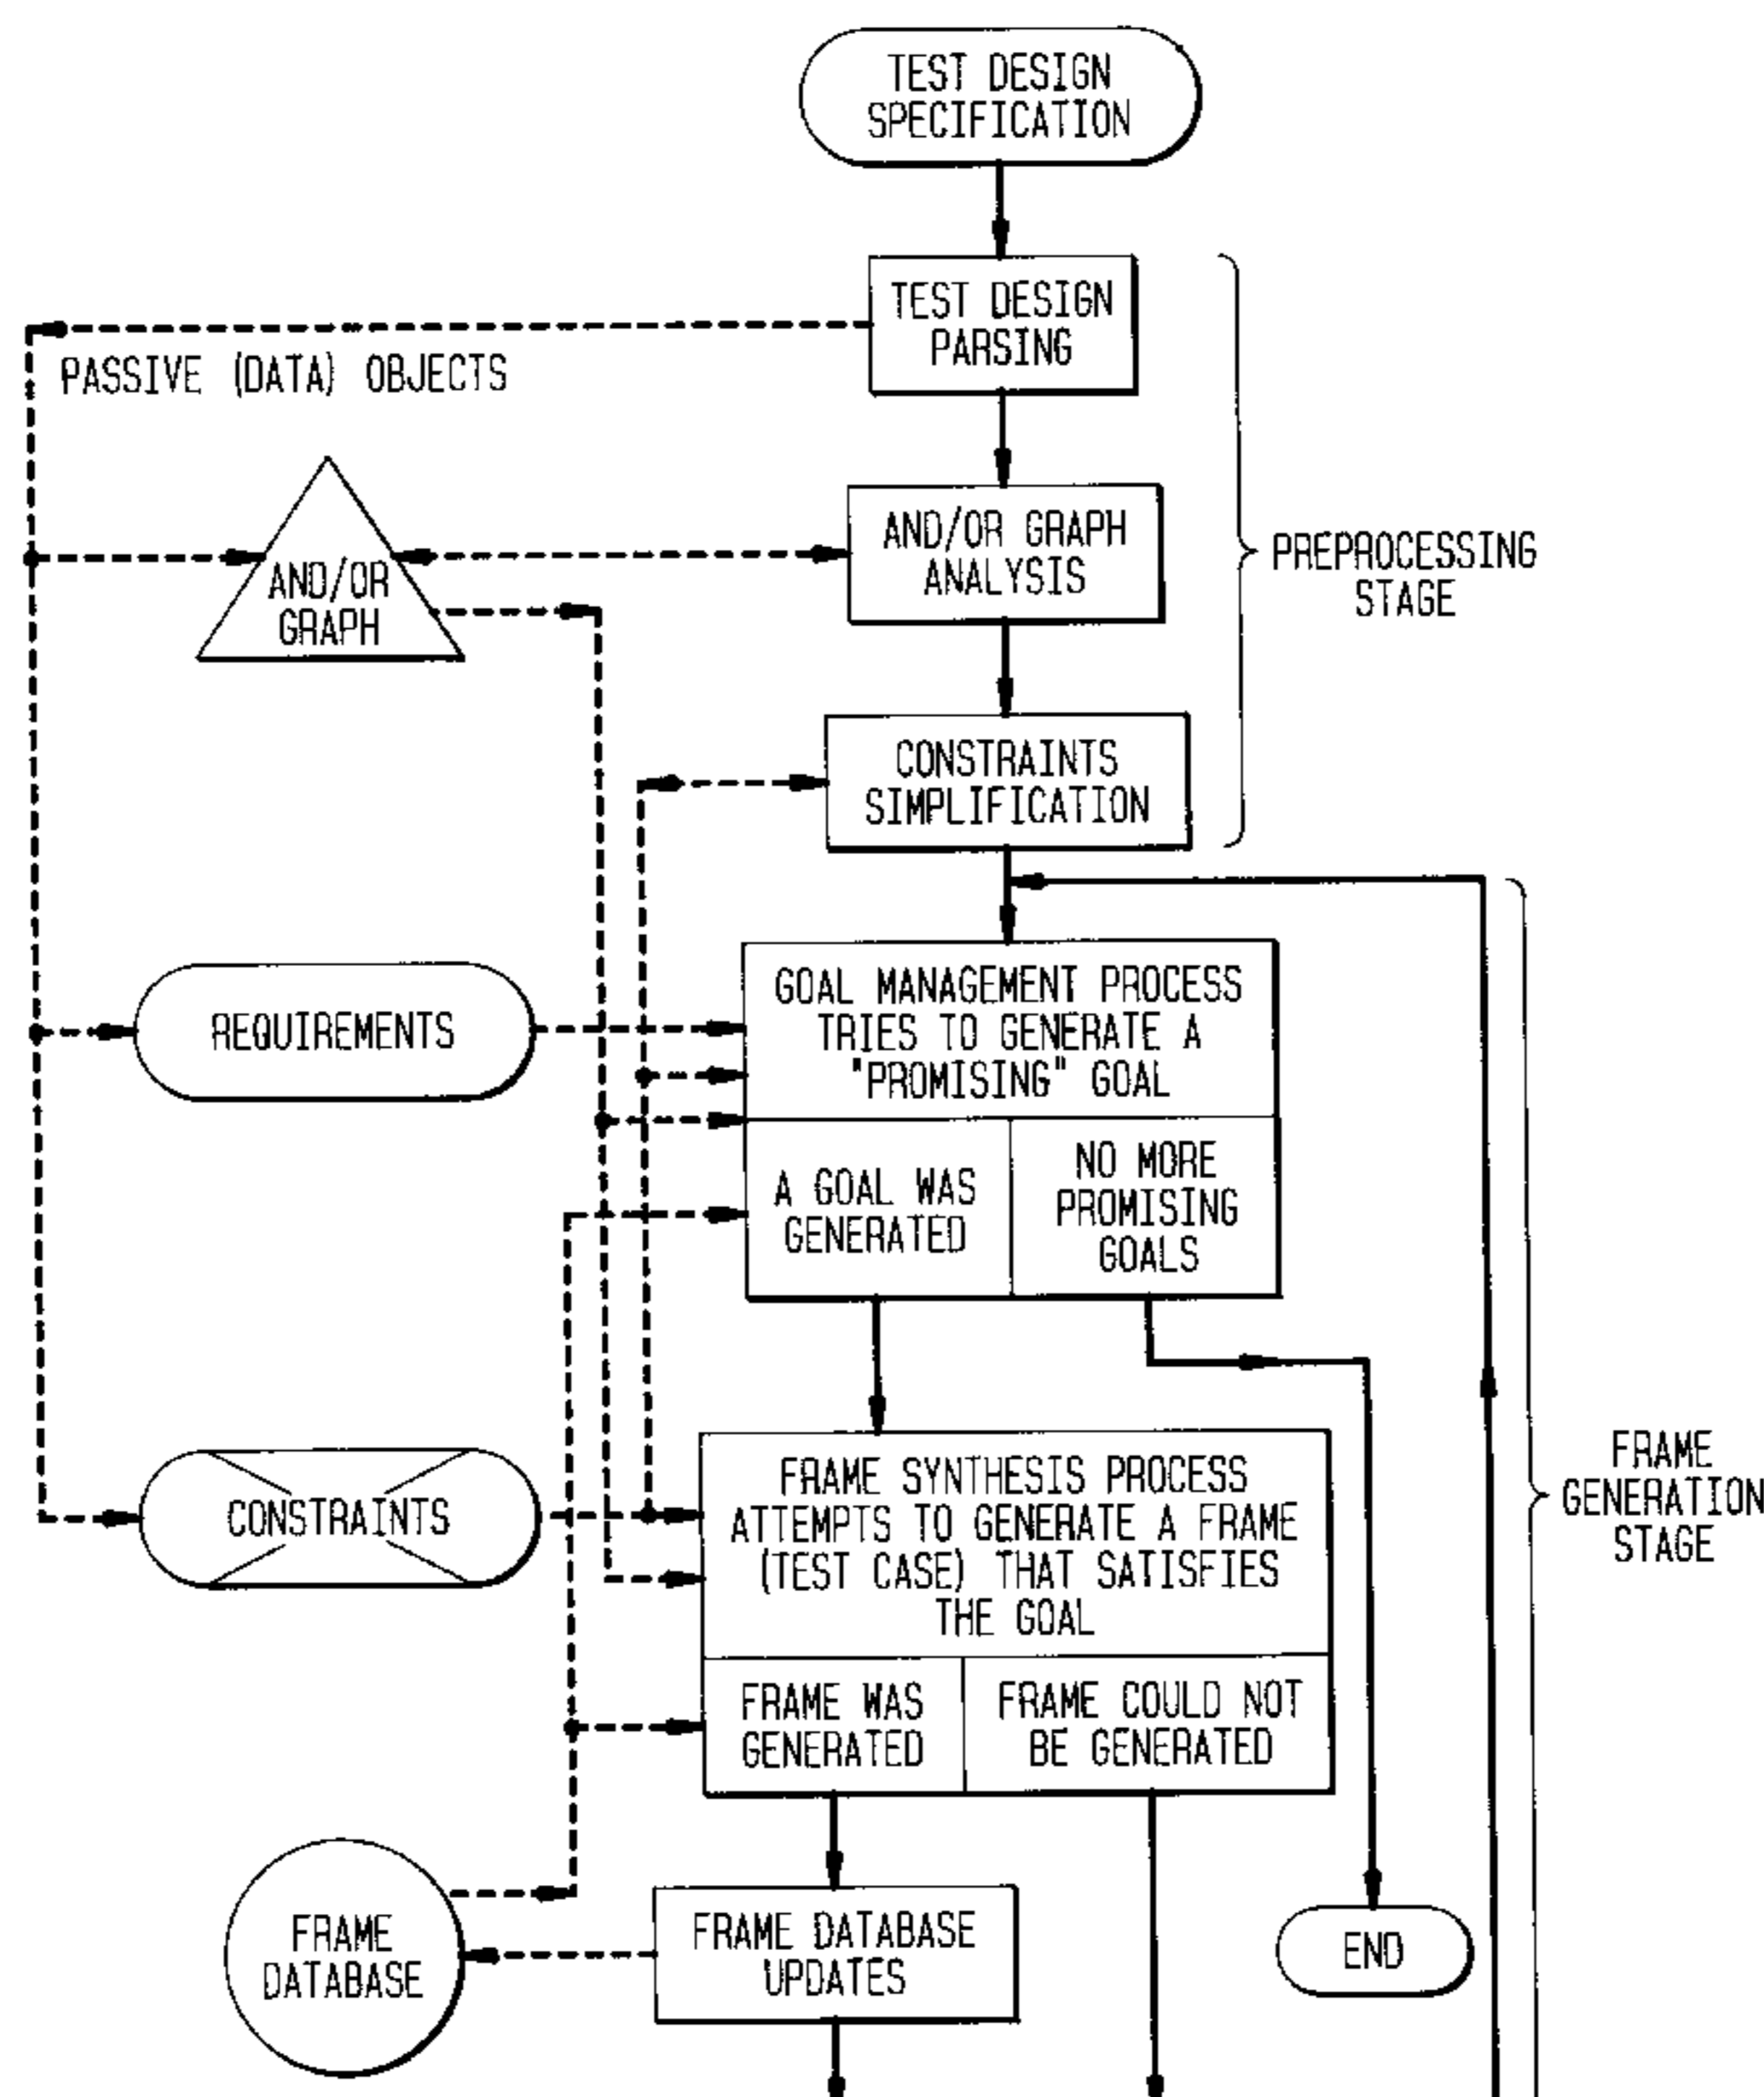 TEST DESIGN
SPECIFICATION
TEST DESIGN
PARSING
PASSIVE (DATA) OBJECTS
AND/OR GRAPH
ANALYSIS
PREPROCESSING
STAGE
AND/OR
GRAPH
CONSTRAINTS
SIMPLIFICATION
REQUIREMENTS
GOAL MANAGEMENT PROCESS
TRIES TO GENERATE A
"PROMISING" GOAL
A GOAL WAS
GENERATED
NO MORE
PROMISING
GOALS
CONSTRAINTS
FRAME SYNTHESIS PROCESS
ATTEMPTS TO GENERATE A FRAME
(TEST CASE) THAT SATISFIES
THE GOAL
FRAME
GENERATION
STAGE
FRAME WAS
GENERATED
FRAME COULD NOT
BE GENERATED
FRAME
DATABASE
FRAME DATABASE
UPDATES
END